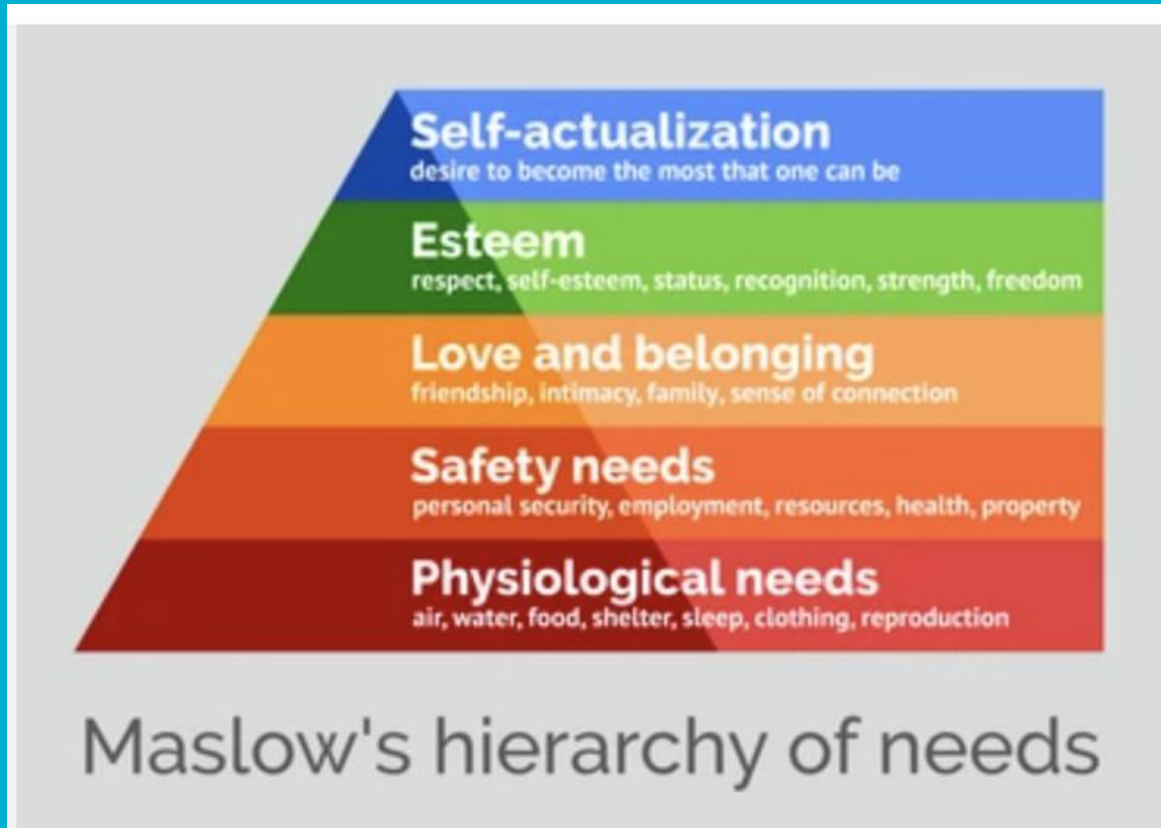 Self-actualization
desire to become the most that one can be
Esteem
respect, self-esteem, status, recognition, strength, freedom
Love and belonging
friendship, intimacy, family, sense of connection
Safety needs
personal security, employment, resources, health, property
Physiological needs
air, water, food, shelter, sleep, clothing, reproduction
Maslow's hierarchy of needs